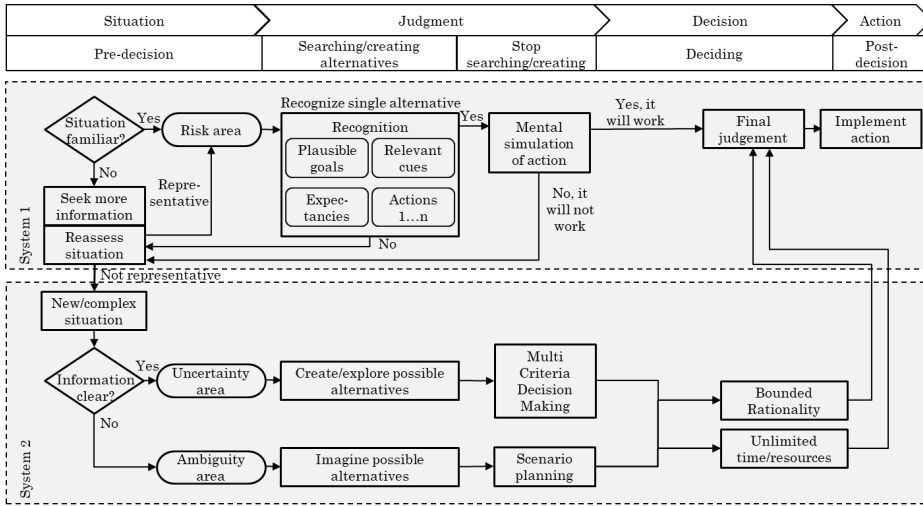 Situation
Judgment
Decision
Action
Pre-decision
Searching/creating
alternatives
Stop
searching/creating
Deciding
Post-
decision
System 1
Situation
familiar?
Yes
Risk area
Recognize single alternative
Recognition
Plausible
goals
Relevant
cues
Expec-
tancies
Actions
1...n
Yes
Mental
simulation
of action
Yes, it
will work
Final
judgement
Implement
action
No
Seek more
information
Reassess
situation
Repre-
sentative
No
No, it
will not
work
Not representative
System 2
New/complex
situation
Information
clear?
Yes
Uncertainty
area
Create/explore possible
alternatives
Multi
Criteria
Decision
Making
Bounded
Rationality
No
Ambiguity
area
Imagine possible
alternatives
Scenario
planning
Unlimited
time/resources